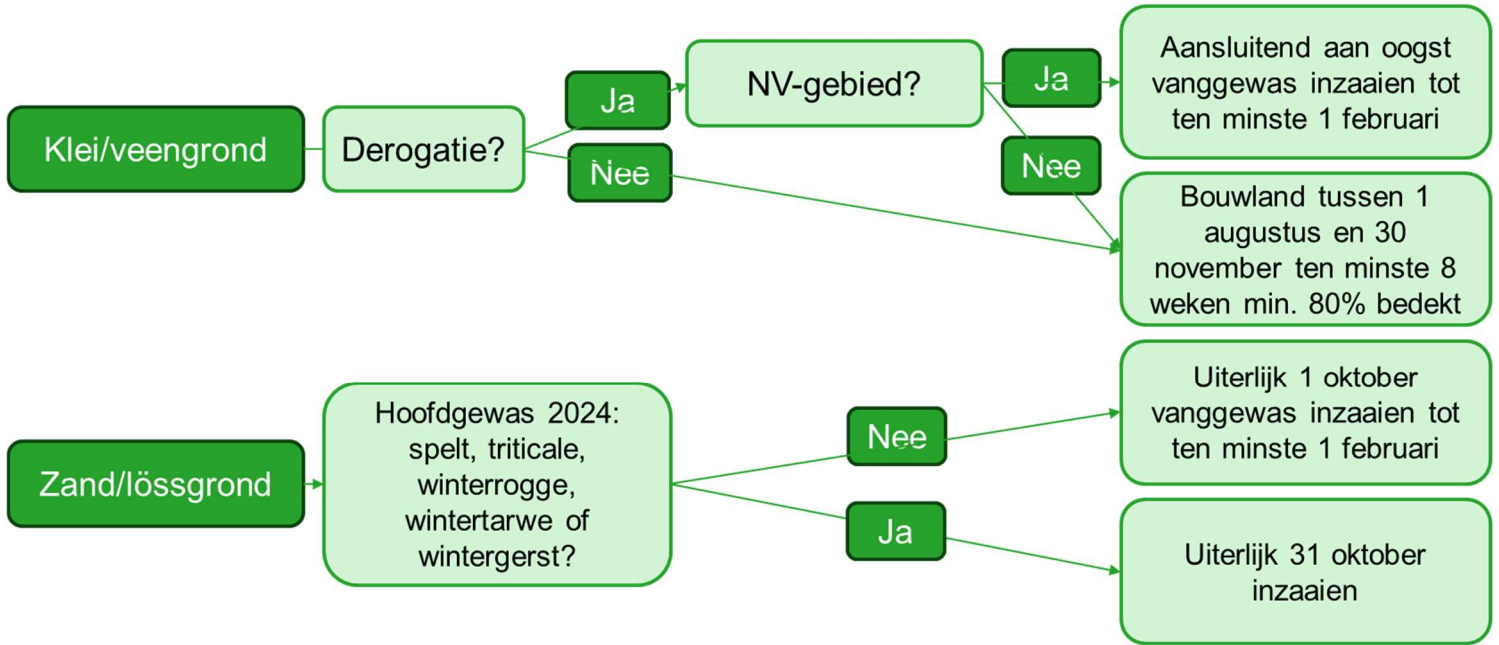 Klei/veengrond
Derogatie?
Ja
Nee
NV-gebied?
Ja
Nee
Aansluitend aan oogst
vanggewas inzaaien tot
ten minste 1 februari
Bouwland tussen 1
augustus en 30
november ten minste 8
weken min. 80% bedekt
Zand/lössgrond
Hoofdgewas 2024:
spelt, triticale,
winterrogge,
wintertarwe of
wintergerst?
Nee
Ja
Uiterlijk 1 oktober
vanggewas inzaaien tot
ten minste 1 februari
Uiterlijk 31 oktober
inzaaien